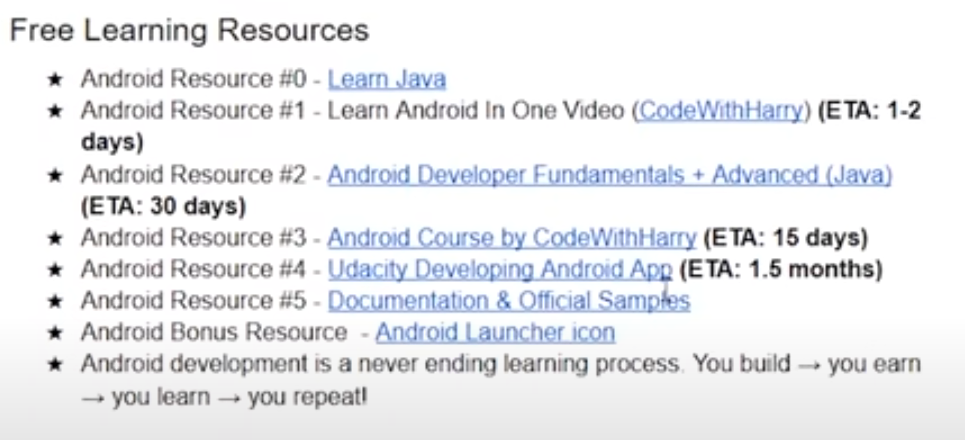 Free Learning Resources
★ Android Resource #0 - Learn Java
★ Android Resource #1 - Learn Android In One Video (CodeWithHarry) (ETA: 1-2
days)
★ Android Resource #2 - Android Developer Fundamentals + Advanced (Java)
(ETA: 30 days)
★ Android Resource #3 - Android Course by CodeWithHarry (ETA: 15 days)
★ Android Resource #4 - Udacity Developing Android App (ETA: 1.5 months)
★ Android Resource #5 - Documentation & Official Samples
★ Android Bonus Resource - Android Launcher icon
★ Android development is a never ending learning process. You build → you earn
→ you learn → you repeat!